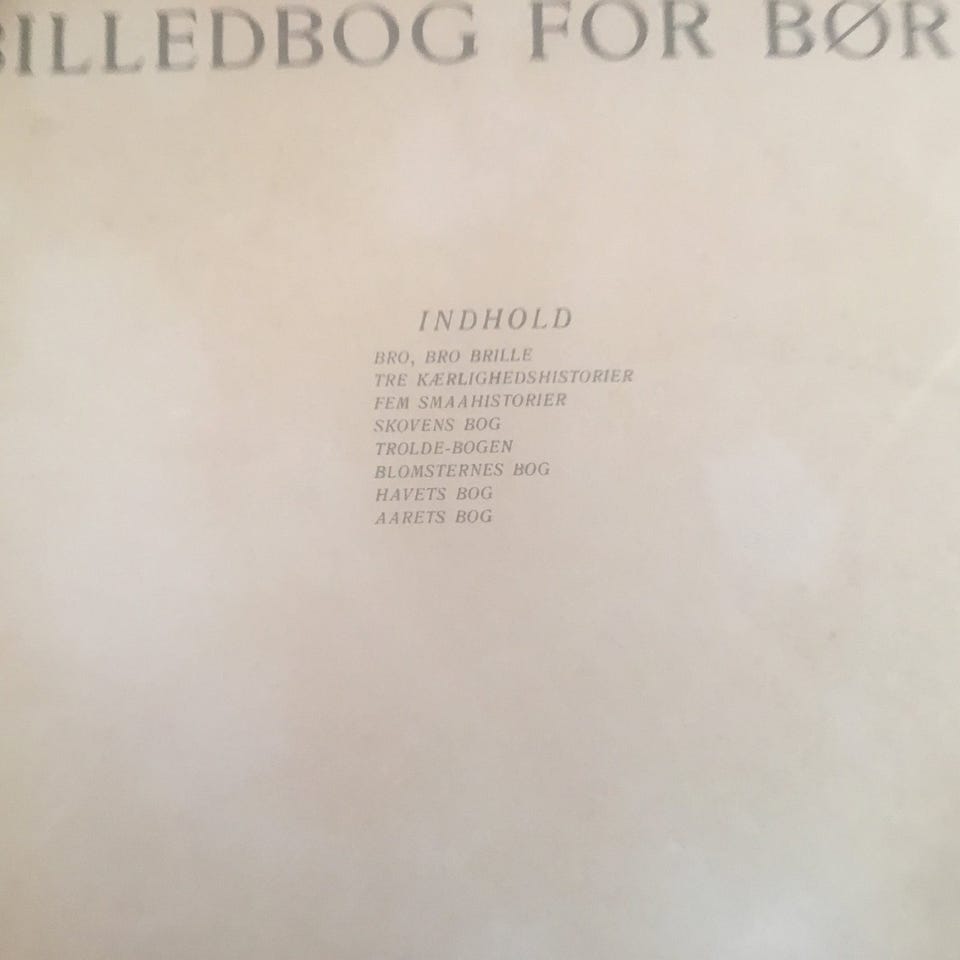 BILLEDBOG FOR BØR
INDHOLD
BRO, BRO BRILLE
TRE KÆRLIGHEDSHISTORIER
FEM SMAAHISTORIER
SKOVENS BOG
TROLDE-BOGEN
BLOMSTERNES BOG
HAVETS BOG
AARETS BOG